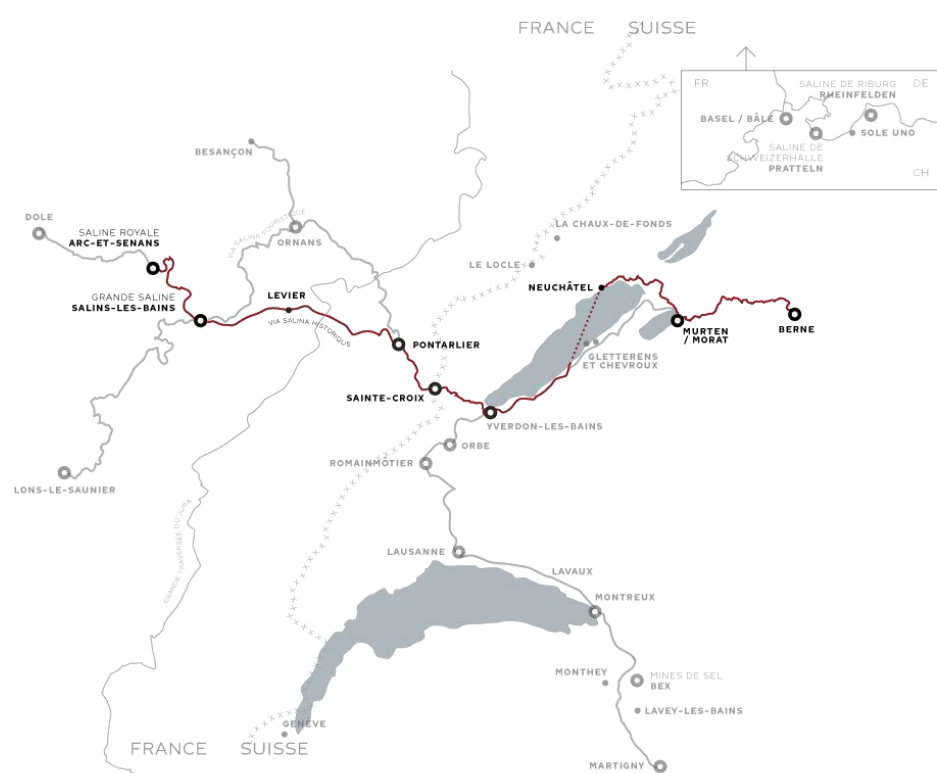 FRANCE SUISSE
FR
DE
SALINE DE RIBURG
RHEINFELDEN
BASEL / BÂLE
SOLE UNO
SALINE DE
SCHWEIZERHALLE
PRATTELN
CH
BESANÇON
DOLE
SALINE ROYALE
ARC-ET-SENANS
VIA SALINA TOURISTIQUE
ORNANS
LA CHAUX-DE-FONDS
LE LOCLE
NEUCHÂTEL
GRANDE SALINE
SALINS-LES-BAINS
LEVIER
VIA SALINA HISTORIQUE
PONTARLIER
MURTEN
/ MORAT
BERNE
GLETTERENS
ET CHEVROUX
SAINTE-CROIX
YVERDON-LES-BAINS
ORBE
ROMAINMÔTIER
LONS-LE-SAUNIER
GRANDE TRAVERSÉE DU JURA
LAUSANNE
LAVAUX
MONTREUX
MONTHEY
MINES DE SEL
BEX
LAVEY-LES-BAINS
GENÈVE
FRANCE SUISSE
MARTIGNY